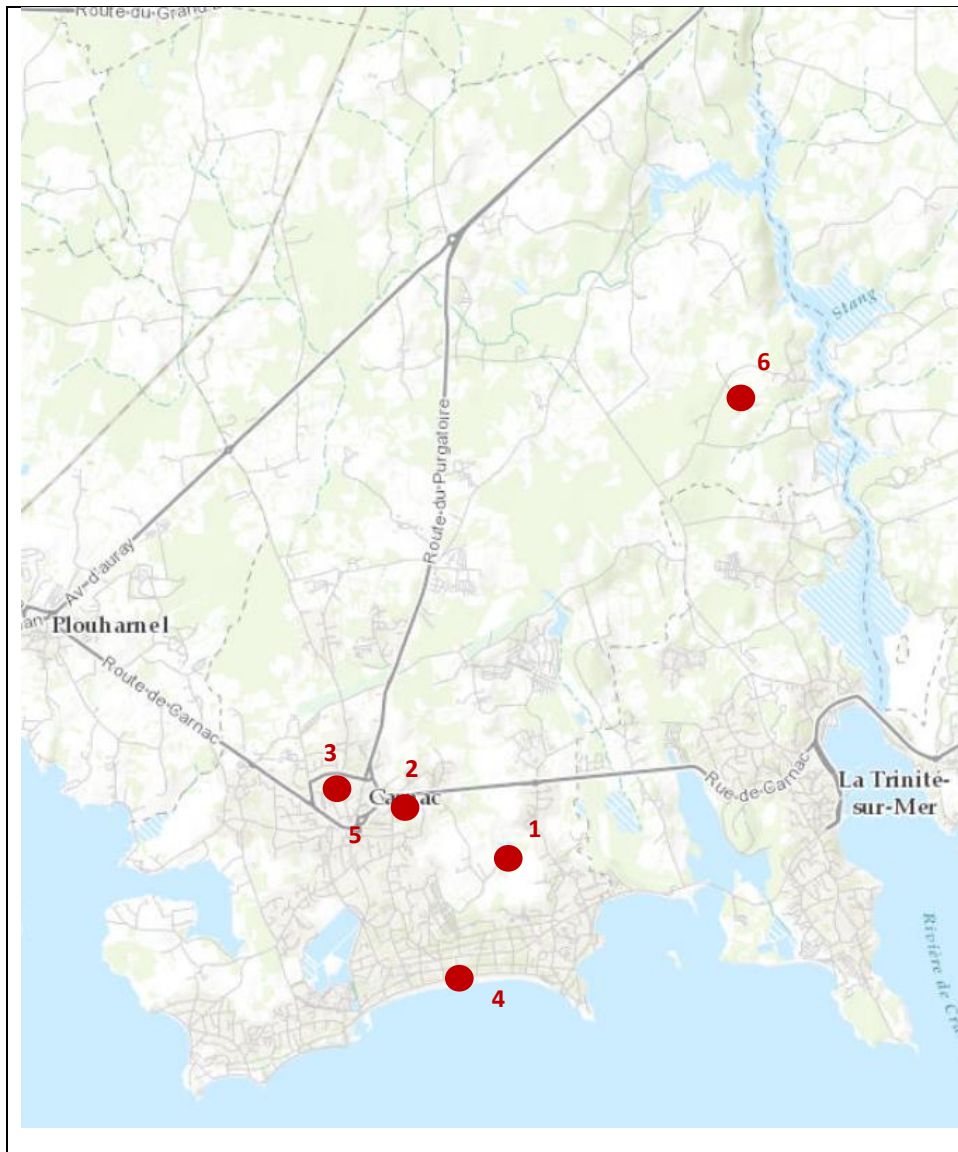 Route-du-Grand
Stang
6
Route-du-Purgatoire
Av.-d'auray
Plouharnel
Route-de-Carnac
3
2
Carnac
Rue-de-Carnac
La Trinité-
sur-Mer
5
1
Rivière de
4